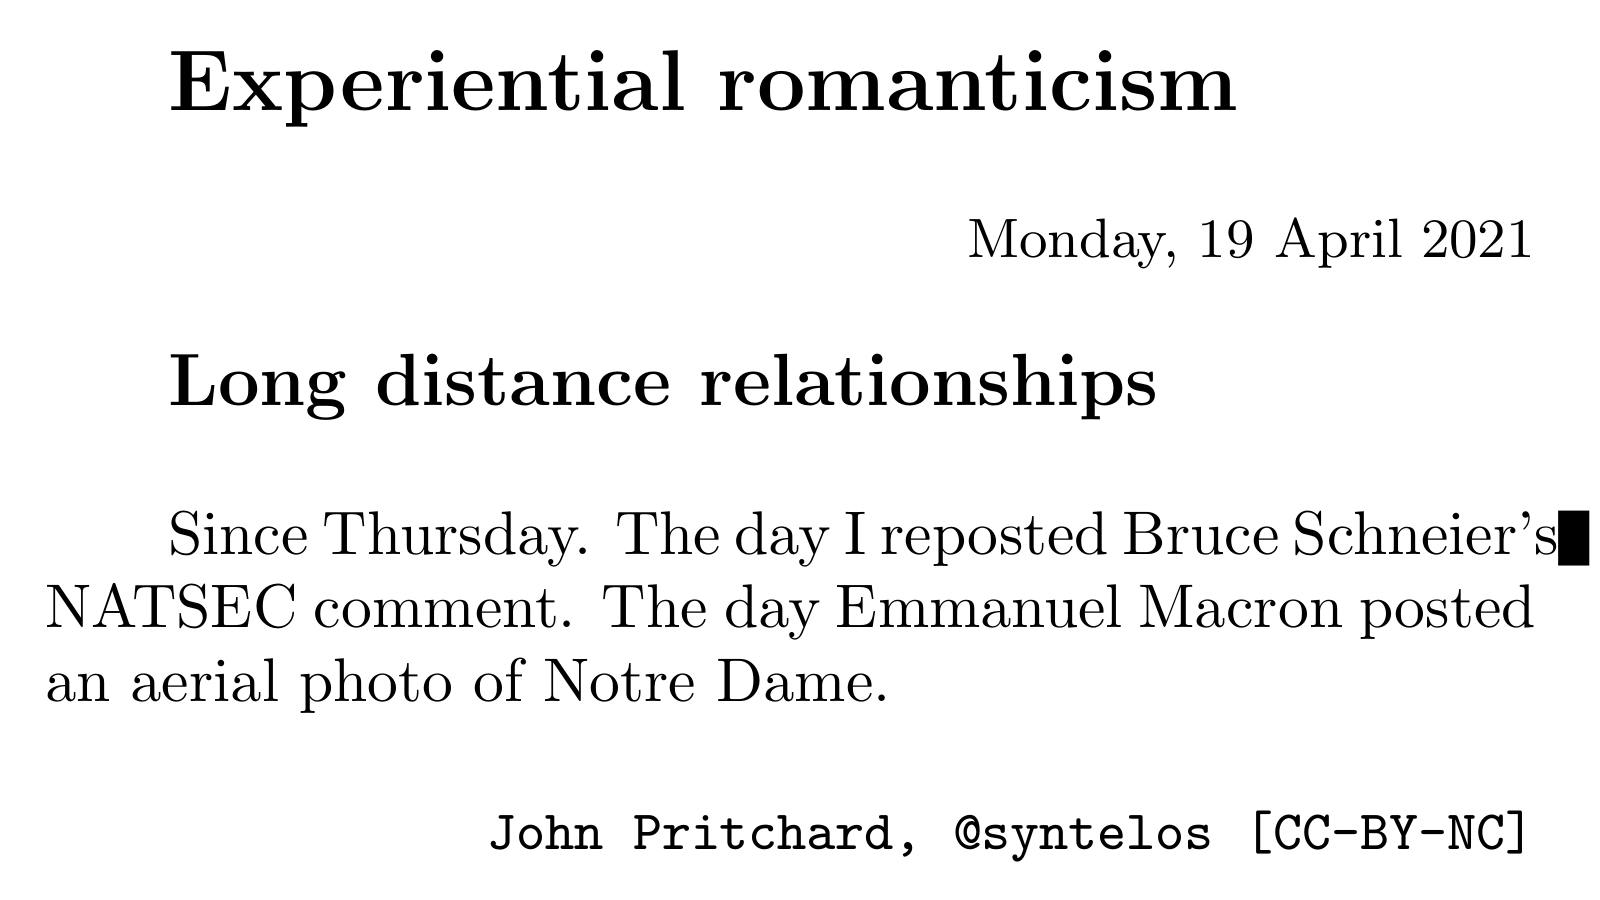 Experiential romanticism
Monday, 19 April 2021
Long distance relationships
Since Thursday. The day I reposted Bruce Schneier's
NATSEC comment. The day Emmanuel Macron posted
an aerial photo of Notre Dame.
John Pritchard, @syntelos [CC-BY-NC]